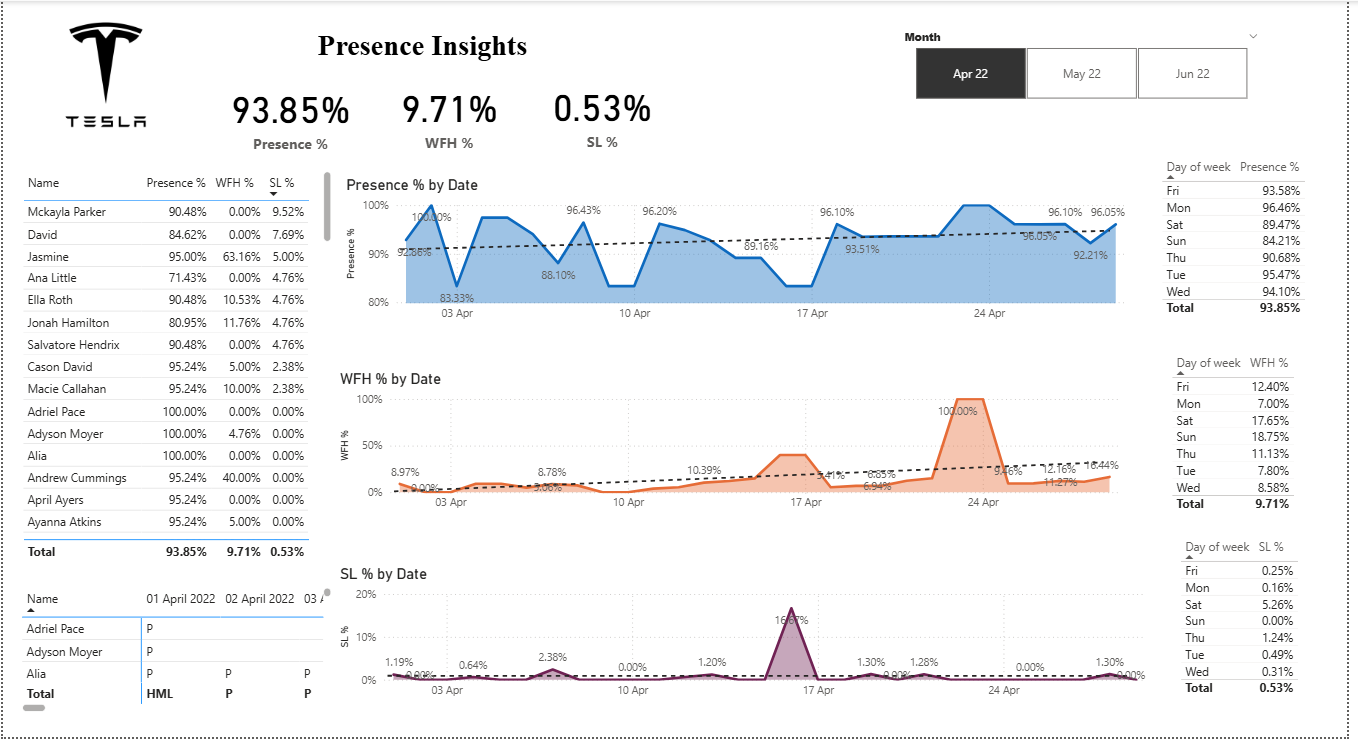 Presence Insights
Month
Apr 22 May 22 Jun 22
TESLA
93.85% 9.71% 0.53%
Presence % WFH % SL %
Name Presence % WFH % SL %
Mckayla Parker 90.48% 0.00% 9.52%
David 84.62% 0.00% 7.69%
Jasmine 95.00% 63.16% 5.00%
Ana Little 71.43% 0.00% 4.76%
Ella Roth 90.48% 10.53% 4.76%
Jonah Hamilton 80.95% 11.76% 4.76%
Salvatore Hendrix 90.48% 0.00% 4.76%
Cason David 95.24% 5.00% 2.38%
Macie Callahan 95.24% 10.00% 2.38%
Adriel Pace 100.00% 0.00% 0.00%
Adyson Moyer 100.00% 4.76% 0.00%
Alia 100.00% 0.00% 0.00%
Andrew Cummings 95.24% 40.00% 0.00%
April Ayers 95.24% 0.00% 0.00%
Ayanna Atkins 95.24% 5.00% 0.00%
Total 93.85% 9.71% 0.53%
Name 01 April 2022 02 April 2022 03
Adriel Pace P
Adyson Moyer P
Alia P P P
Total HML P P
Presence % by Date
Presence %
100%
90%
80%
92.86% 100.00% 83.33% 88.10% 96.43% 96.20% 89.16% 96.10% 93.51% 96.05% 96.10% 92.21% 96.05%
03 Apr 10 Apr 17 Apr 24 Apr
WFH % by Date
WFH %
100%
50%
0%
8.97% 0.00% 8.78% 10.39% 6.85% 6.94% 100.00% 9.46% 12.16% 11.27% 16.44%
03 Apr 10 Apr 17 Apr 24 Apr
SL % by Date
SL %
20%
10%
0%
1.19% 0.00% 0.64% 2.38% 0.00% 1.20% 16.67% 1.30% 0.00% 1.28% 0.00% 1.30% 0.00%
03 Apr 10 Apr 17 Apr 24 Apr
Day of week Presence %
Fri 93.58%
Mon 96.46%
Sat 89.47%
Sun 84.21%
Thu 90.68%
Tue 95.47%
Wed 94.10%
Total 93.85%
Day of week WFH %
Fri 12.40%
Mon 7.00%
Sat 17.65%
Sun 18.75%
Thu 11.13%
Tue 7.80%
Wed 8.58%
Total 9.71%
Day of week SL %
Fri 0.25%
Mon 0.16%
Sat 5.26%
Sun 0.00%
Thu 1.24%
Tue 0.49%
Wed 0.31%
Total 0.53%